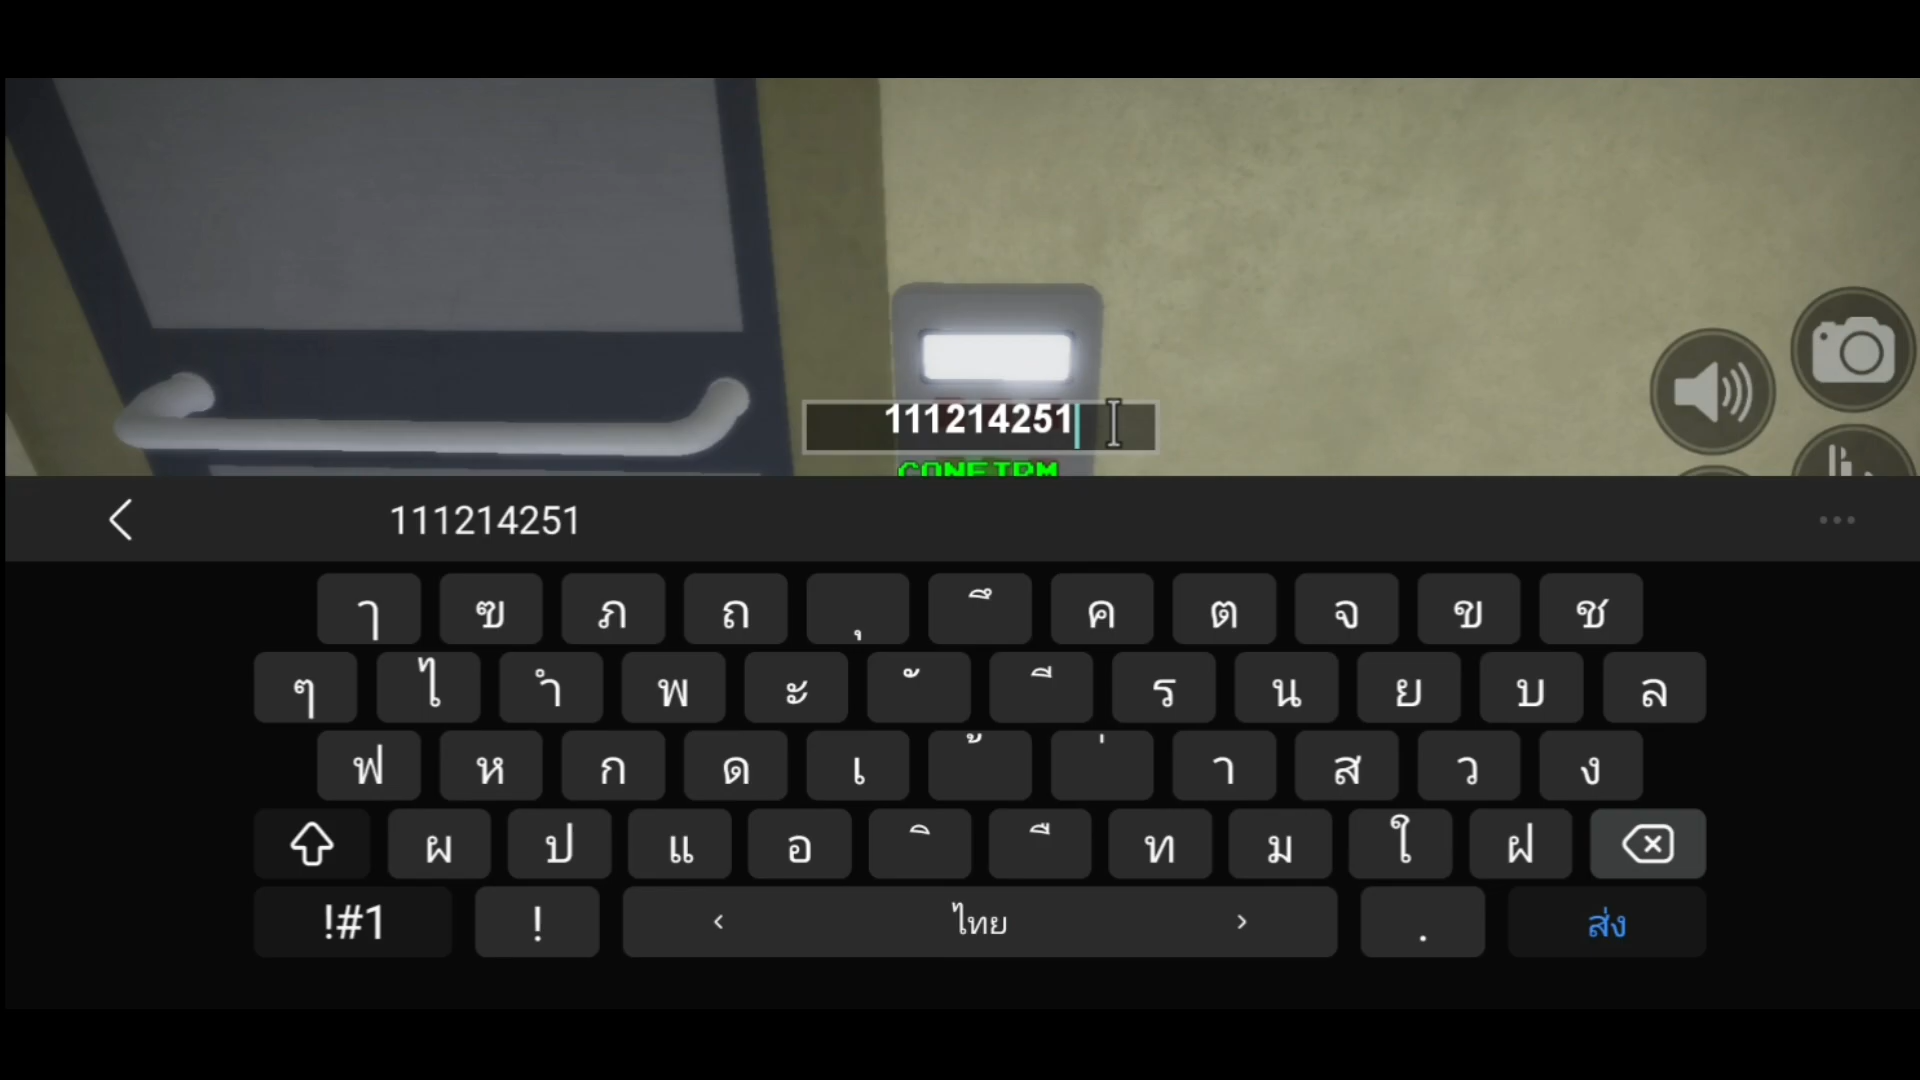 111214251
CONFIRM
111214251
ๅ ฃ ภ ถ ุ ึ ค ต จ ข ช
ๆ ไ ำ พ ะ ั ี ร น ย บ ล
ฟ ห ก ด เ ้ ่ า ส ว ง
ผ ป แ อ ิ ื ท ม ใ ฝ
!#1 ! < ไทย > . ส่ง